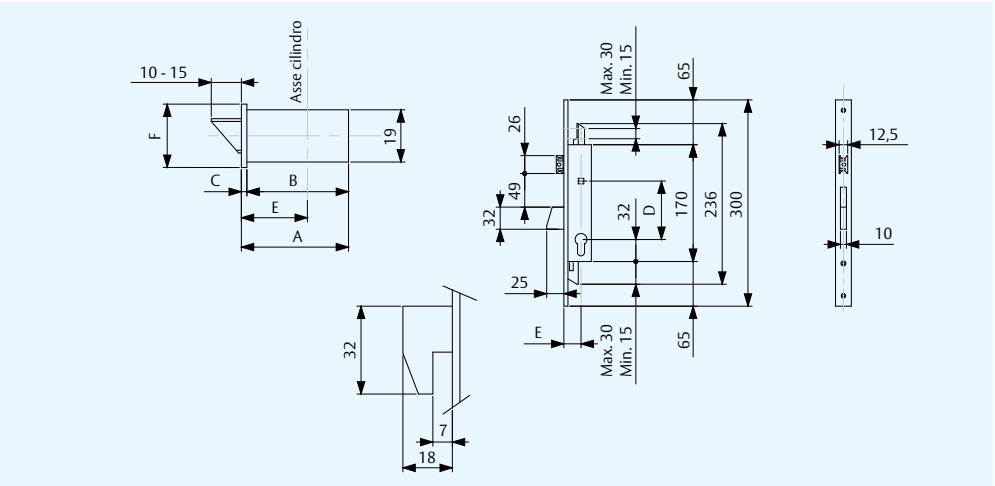 10 - 15
Asse cilindro
F
19
C
B
E
A
Max. 30
Min. 15
65
26
49
32
25
32
D
170
236
300
E
Max. 30
Min. 15
65
12,5
10
32
7
18